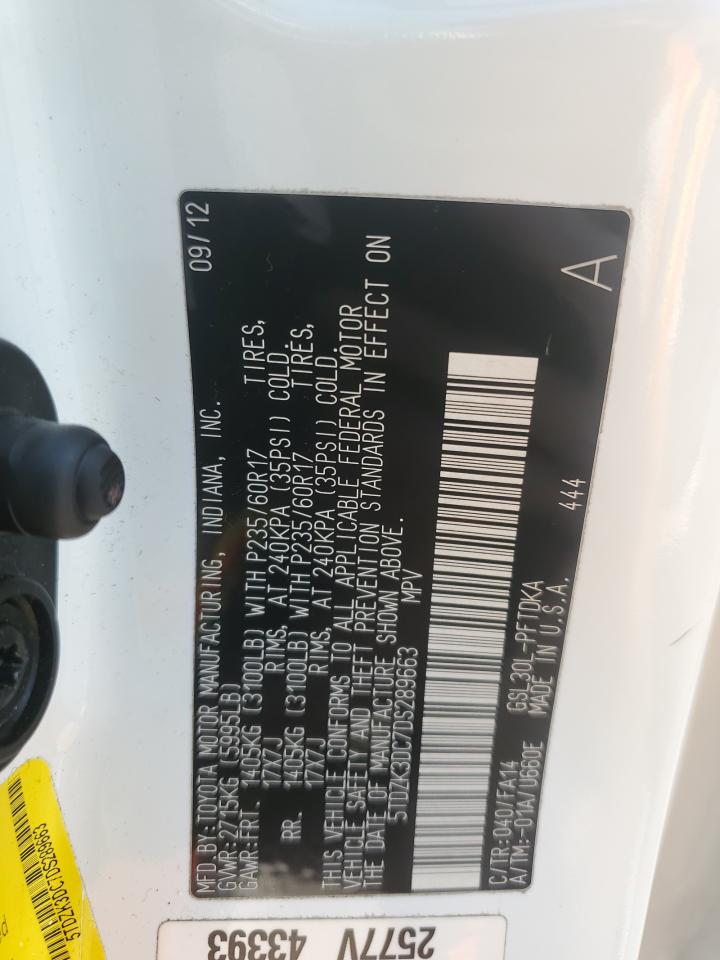 MFD. BY: TOYOTA MOTOR MANUFACTURING, INDIANA, INC. 09/12
GVWR: 2715KG (5995LB)
GAWR: FRT. 1405KG (3100LB) WITH P235/60R17 TIRES,
17X7J RIMS, AT 240KPA (35PSI) COLD.
RR. 1405KG (3100LB) WITH P235/60R17 TIRES,
17X7J RIMS, AT 240KPA (35PSI) COLD.
THIS VEHICLE CONFORMS TO ALL APPLICABLE FEDERAL MOTOR
VEHICLE SAFETY AND THEFT PREVENTION STANDARDS IN EFFECT ON
THE DATE OF MANUFACTURE SHOWN ABOVE.
5TDZK3DC7DS289663 MPV
C/TR: 040/FA14 GSL30L-PFTDKA 444
A/TM: -01A/U660E MADE IN U.S.A. A
5TDZK3DC7DS289663
2577V
43393